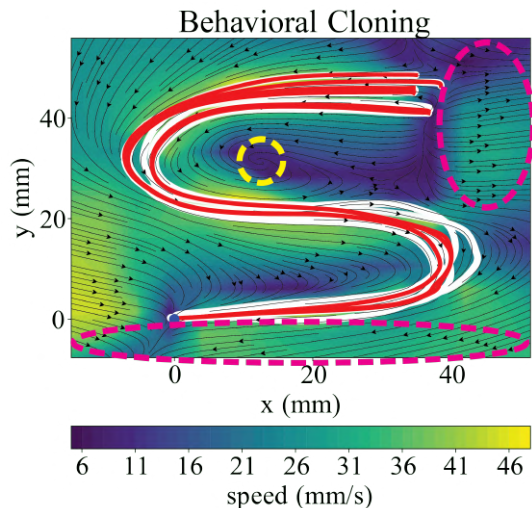 Behavioral Cloning
40
20
0
y (mm)
0 20 40
x (mm)
6 11 16 21 26 31 36 41 46
speed (mm/s)